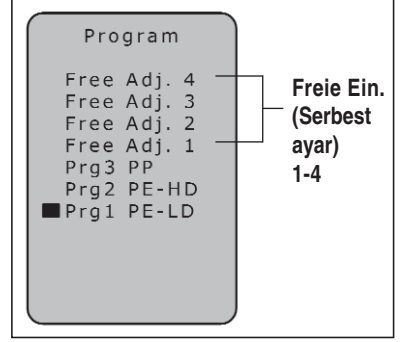 Program
Free Adj. 4
Free Adj. 3
Free Adj. 2
Free Adj. 1
Prg3 PP
Prg2 PE-HD
Prg1 PE-LD
Freie Ein.
(Serbest
ayar)
1-4